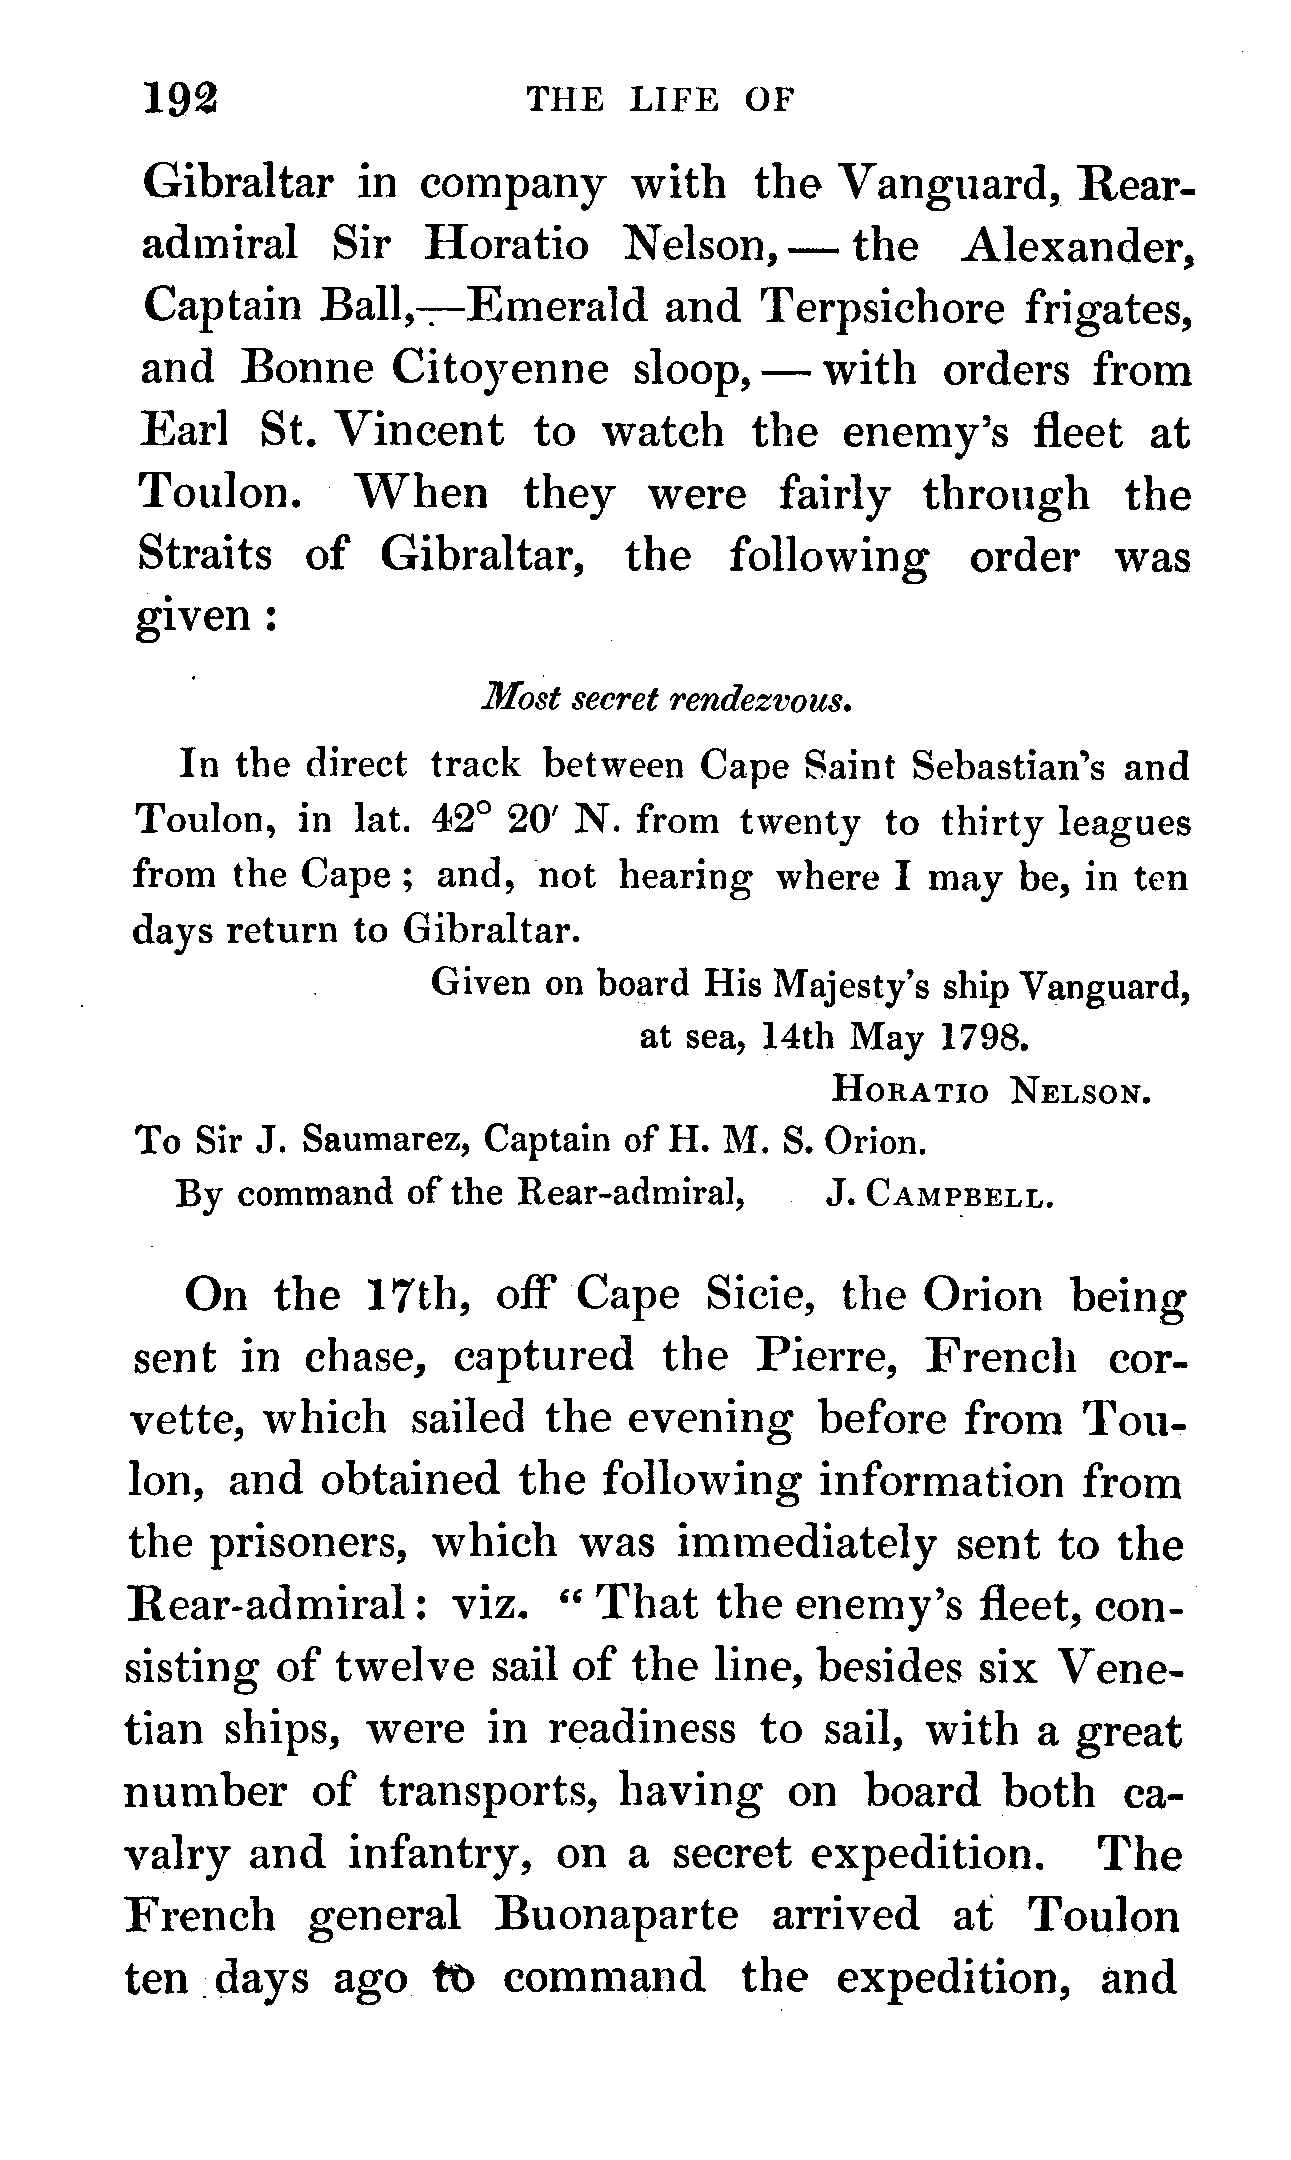 192 THE LIFE OF
Gibraltar in company with the Vanguard, Rear-
admiral Sir Horatio Nelson, — the Alexander,
Captain Ball,—Emerald and Terpsichore frigates,
and Bonne Citoyenne sloop, — with orders from
Earl St. Vincent to watch the enemy's fleet at
Toulon. When they were fairly through the
Straits of Gibraltar, the following order was
given :
Most secret rendezvous.
In the direct track between Cape Saint Sebastian's and
Toulon, in lat. 42° 20′ N. from twenty to thirty leagues
from the Cape ; and, not hearing where I may be, in ten
days return to Gibraltar.
Given on board His Majesty's ship Vanguard,
at sea, 14th May 1798.
HORATIO NELSON.
To Sir J. Saumarez, Captain of H. M. S. Orion.
By command of the Rear-admiral, J. CAMPBELL.
On the 17th, off Cape Sicie, the Orion being
sent in chase, captured the Pierre, French cor-
vette, which sailed the evening before from Tou-
lon, and obtained the following information from
the prisoners, which was immediately sent to the
Rear-admiral : viz. “ That the enemy's fleet, con-
sisting of twelve sail of the line, besides six Vene-
tian ships, were in readiness to sail, with a great
number of transports, having on board both ca-
valry and infantry, on a secret expedition. The
French general Buonaparte arrived at Toulon
ten days ago to command the expedition, and